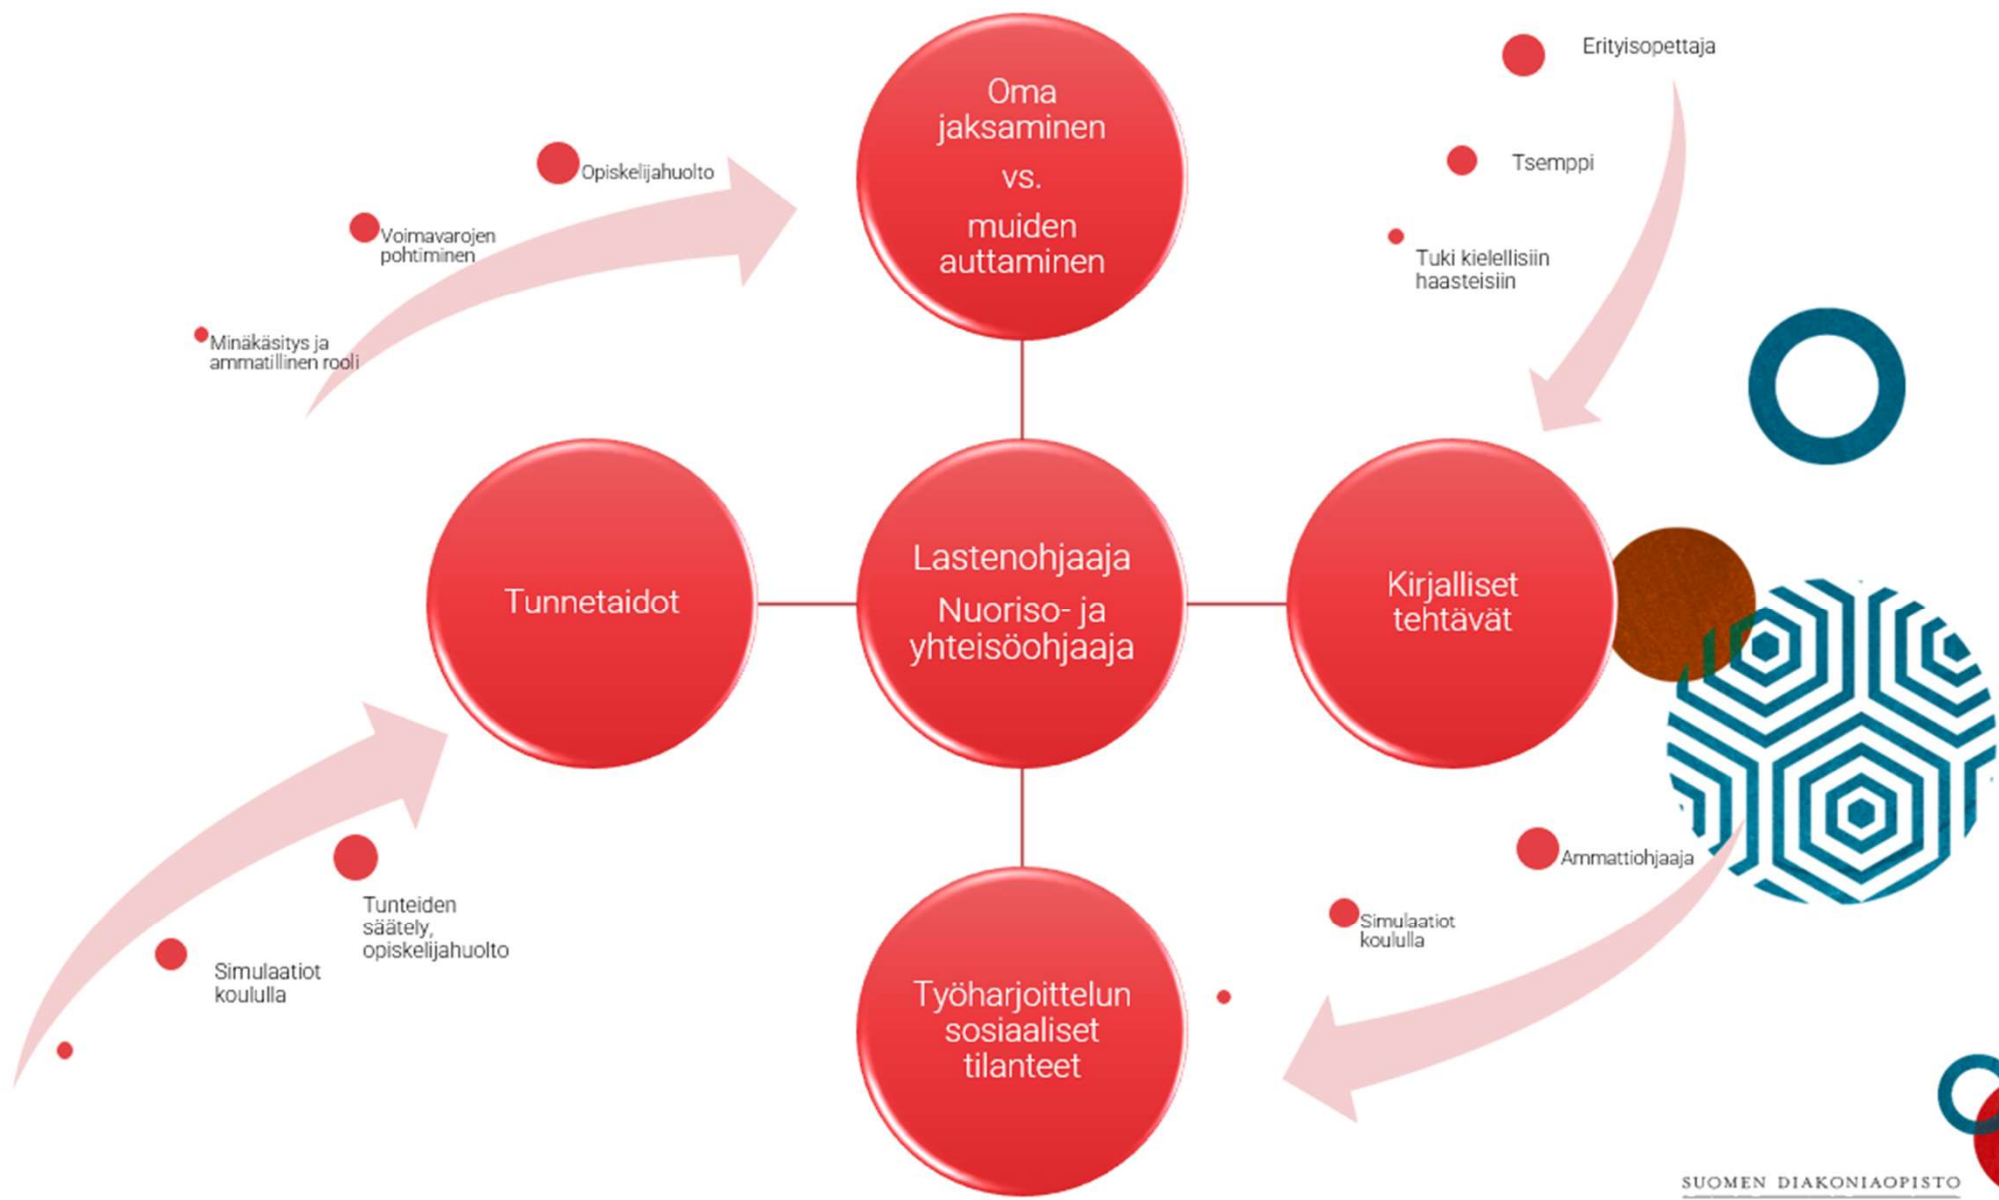 Oma
jaksaminen
vs.
muiden
auttaminen
Opiskelijahuolto
Voimavarojen
pohtiminen
Minäkäsitys ja
ammatillinen rooli
Erityisopettaja
Tsemppi
Tuki kielellisiin
haasteisiin
Tunnetaidot
Lastenohjaaja
Nuoriso- ja
yhteisöohjaaja
Kirjalliset
tehtävät
Tunteiden
säätely,
opiskelijahuolto
Simulaatiot
koululla
Työharjoittelun
sosiaaliset
tilanteet
Ammattiohjaaja
Simulaatiot
koululla
SUOMEN DIAKONIAOPISTO